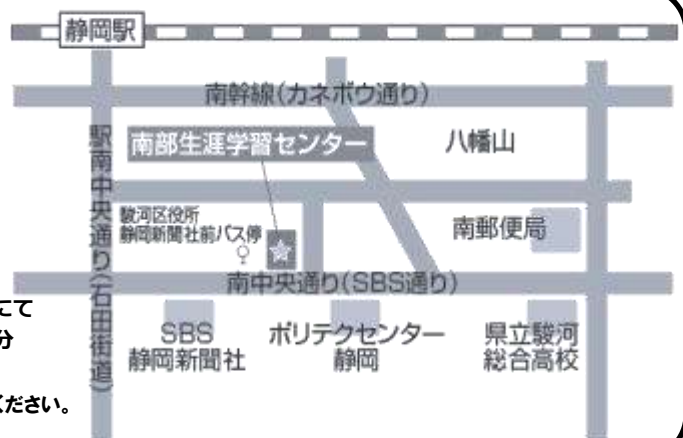 静岡駅
南幹線(カネボウ通り)
南部生涯学習センター
八幡山
駅南中央通り(石田街道)
駿河区役所
静岡新聞社前バス停
南郵便局
南中央通り(SBS通り)
にて
分
SBS
静岡新聞社
ポリテクセンター
静岡
県立駿河
総合高校
ください。